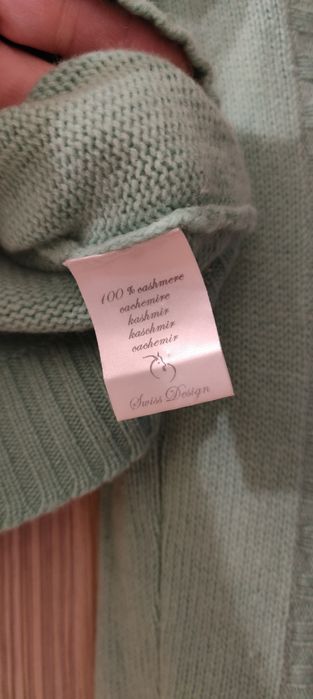 100 % cashmere
cachemire
kashmir
kaschmir
cachemir
Swiss Design